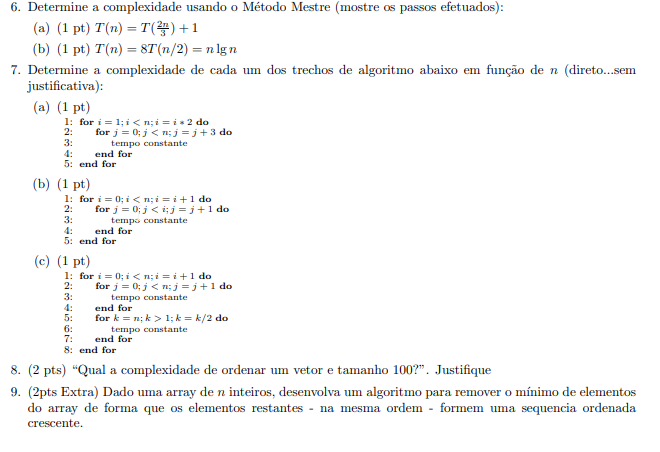 6. Determine a complexidade usando o Método Mestre (mostre os passos efetuados):
(a) (1 pt) T(n) = T(2n/3) + 1
(b) (1 pt) T(n) = 8T(n/2) = n lg n
7. Determine a complexidade de cada um dos trechos de algoritmo abaixo em função de n (direto...sem
justificativa):
(a) (1 pt)
1: for i = 1; i < n; i = i ∗ 2 do
2: for j = 0; j < n; j = j + 3 do
3: tempo constante
4: end for
5: end for
(b) (1 pt)
1: for i = 0; i < n; i = i + 1 do
2: for j = 0; j < i; j = j + 1 do
3: tempo constante
4: end for
5: end for
(c) (1 pt)
1: for i = 0; i < n; i = i + 1 do
2: for j = 0; j < n; j = j + 1 do
3: tempo constante
4: end for
5: for k = n; k > 1; k = k/2 do
6: tempo constante
7: end for
8: end for
8. (2 pts) “Qual a complexidade de ordenar um vetor e tamanho 100?”. Justifique
9. (2pts Extra) Dado uma array de n inteiros, desenvolva um algoritmo para remover o mínimo de elementos
do array de forma que os elementos restantes - na mesma ordem - formem uma sequencia ordenada
crescente.